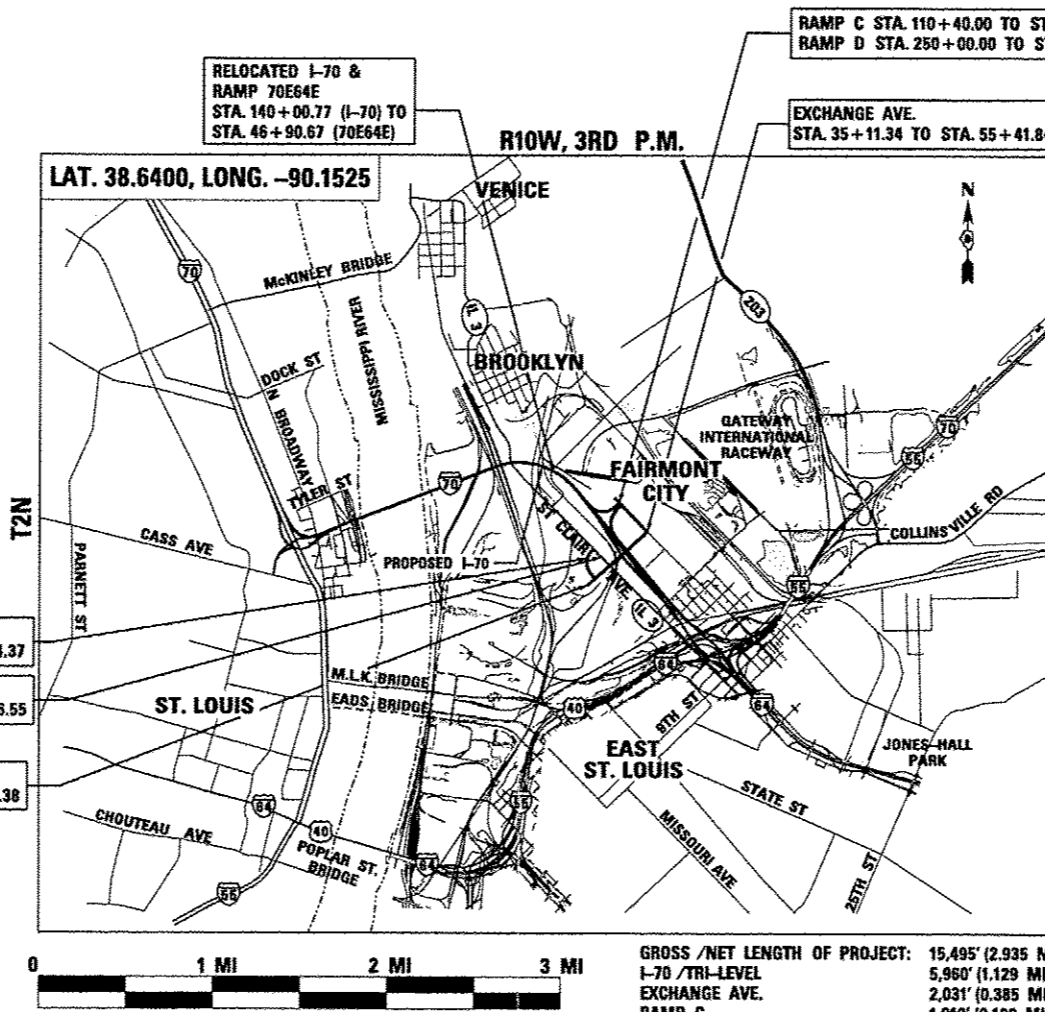 RAMP C STA. 110+40.00 TO ST
RAMP D STA. 250+00.00 TO ST
RELOCATED I-70 &
RAMP 70E64E
STA. 140+00.77 (I-70) TO
STA. 46+90.67 (70E64E)
EXCHANGE AVE.
STA. 35+11.34 TO STA. 55+41.84
R10W, 3RD P.M.
LAT. 38.6400, LONG. -90.1525
VENICE
N
70
McKINLEY BRIDGE
MISSISSIPPI RIVER
IL 3
203
BROOKLYN
DOCK ST
N BROADWAY
GATEWAY
INTERNATIONAL
RACEWAY
70
55
FAIRMONT
CITY
TYLER ST
70
T2N
CASS AVE
ST CLAIR AVE
COLLINSVILLE RD
PARNETT ST
PROPOSED I-70
55
IL 3
.37
M.L.K. BRIDGE
64
6.55
ST. LOUIS
EADS BRIDGE
40
9TH ST
64
EAST
ST. LOUIS
JONES-HALL
PARK
.38
STATE ST
64
55
CHOUTEAU AVE
40
MISSOURI AVE
POPLAR ST.
BRIDGE
64
25TH ST
55
0 1 MI 2 MI 3 MI
GROSS /NET LENGTH OF PROJECT: 15,495' (2.935 M
I-70 /TRI-LEVEL 5,960' (1.129 MI
EXCHANGE AVE. 2,031' (0.385 MI
RAMP C